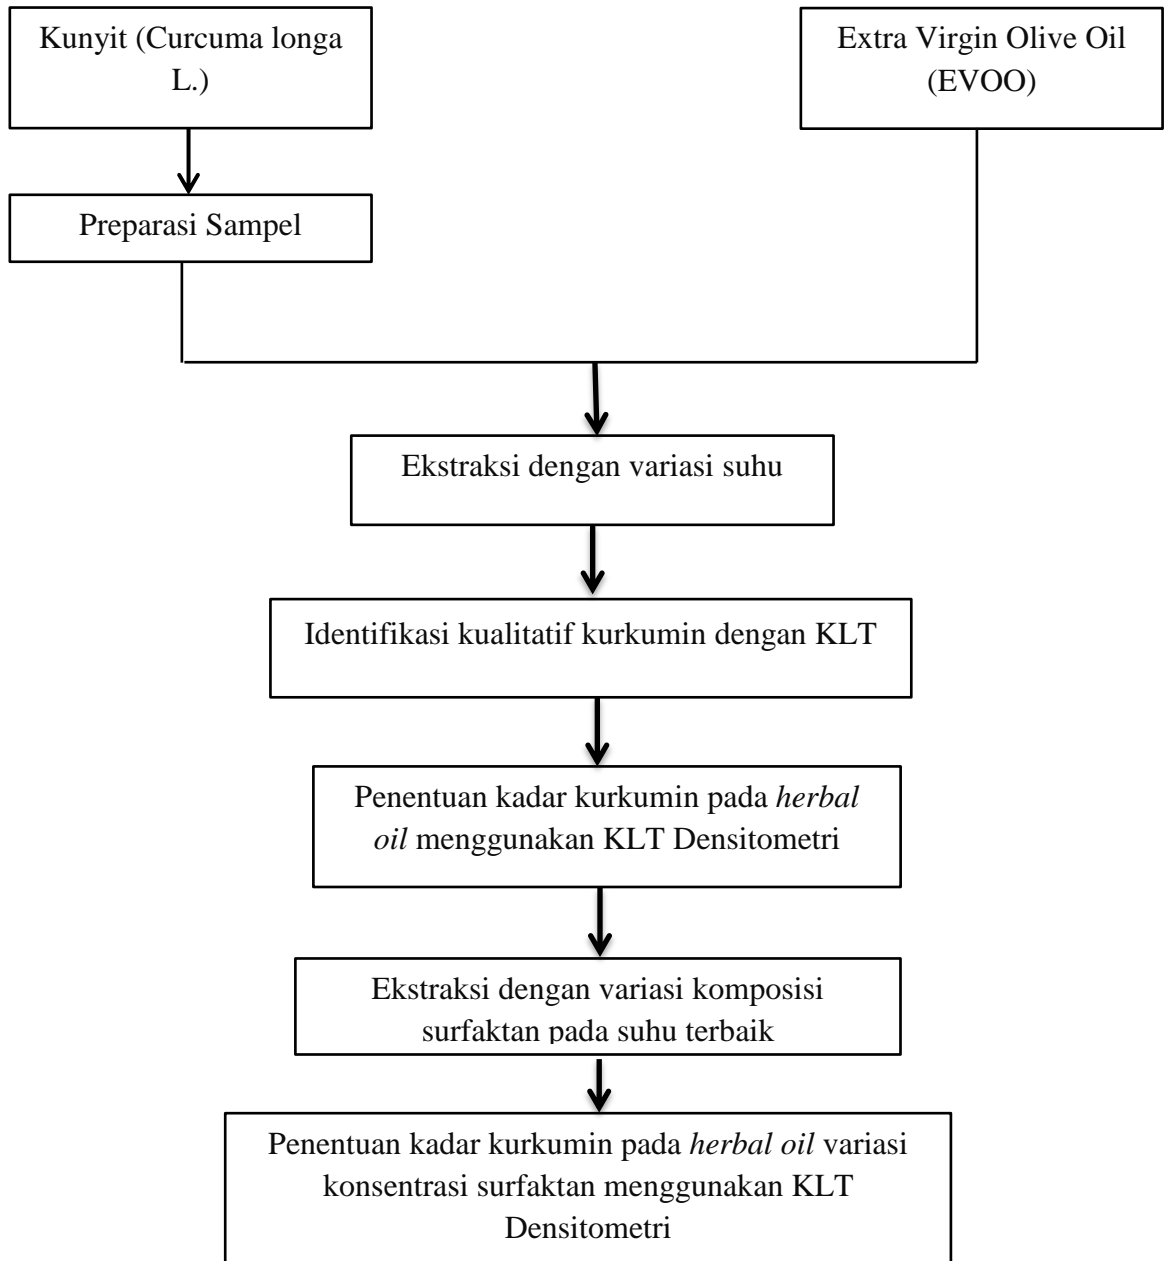 Kunyit (Curcuma longa
L.)
Extra Virgin Olive Oil
(EVOO)
Preparasi Sampel
Ekstraksi dengan variasi suhu
Identifikasi kualitatif kurkumin dengan KLT
Penentuan kadar kurkumin pada herbal
oil menggunakan KLT Densitometri
Ekstraksi dengan variasi komposisi
surfaktan pada suhu terbaik
Penentuan kadar kurkumin pada herbal oil variasi
konsentrasi surfaktan menggunakan KLT
Densitometri